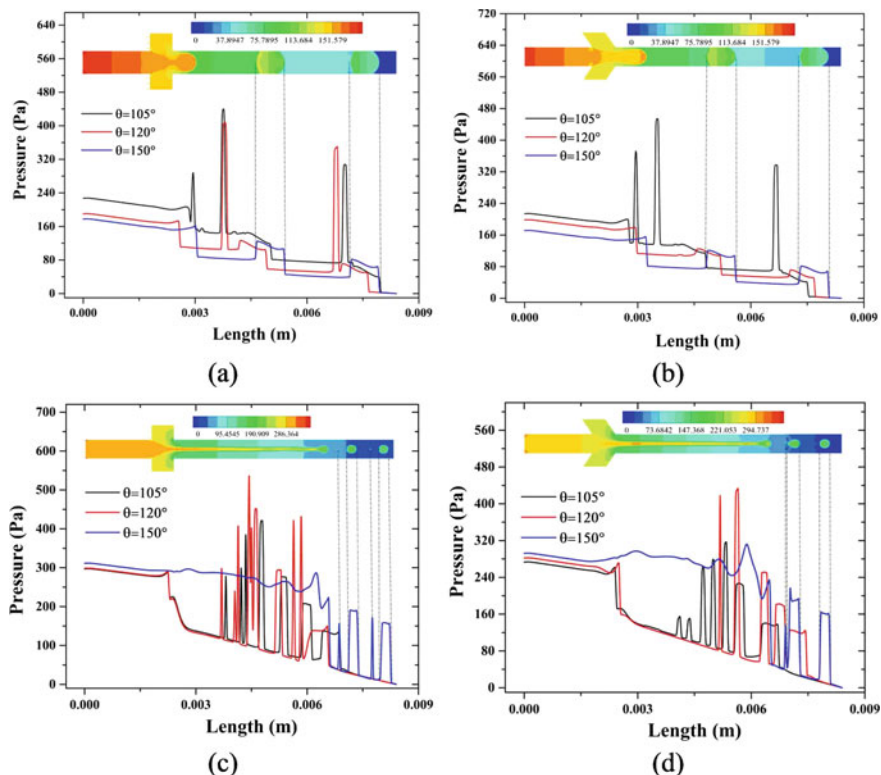 640
560
480
400
320
240
160
80
0
Pressure (Pa)
0 37.8947 75.7895 113.684 151.579
θ=105°
θ=120°
θ=150°
0.000 0.003 0.006 0.009
Length (m)
(a)
720
640
560
480
400
320
240
160
80
0
Pressure (Pa)
0 37.8947 75.7895 113.684 151.579
θ=105°
θ=120°
θ=150°
0.000 0.003 0.006 0.009
Length (m)
(b)
700
600
500
400
300
200
100
0
Pressure (Pa)
0 95.4545 190.909 286.364
θ=105°
θ=120°
θ=150°
0.000 0.003 0.006 0.009
Length (m)
(c)
560
480
400
320
240
160
80
0
Pressure (Pa)
0 73.6842 147.368 221.053 294.737
θ=105°
θ=120°
θ=150°
0.000 0.003 0.006 0.009
Length (m)
(d)